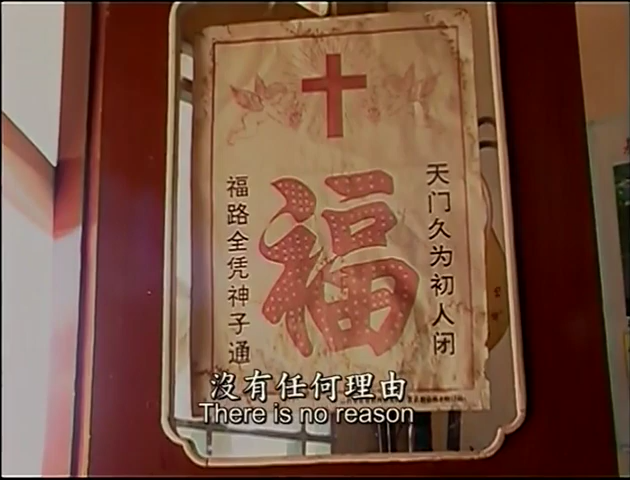 天门久为初人闭
福
福路全凭神子通
沒有任何理由
There is no reason